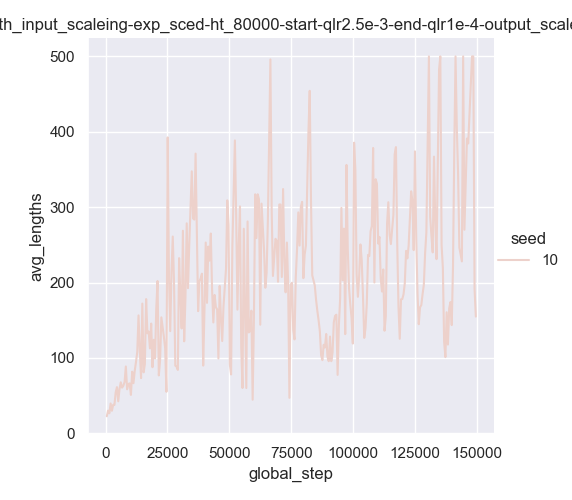 th_input_scaleing-exp_sced-ht_80000-start-qlr2.5e-3-end-qlr1e-4-output_scale
500
400
300
200
100
0
avg_lengths
0 25000 50000 75000 100000 125000 150000
global_step
seed
10